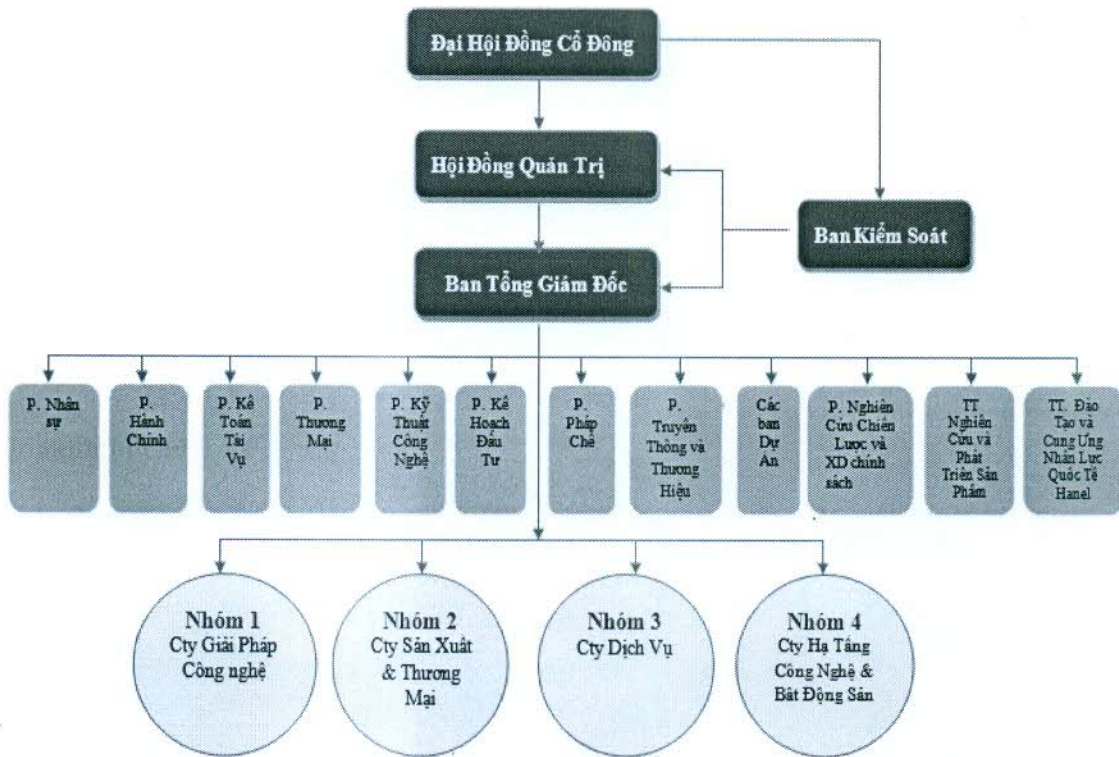 Đại Hội Đồng Cổ Đông
Hội Đồng Quản Trị
Ban Kiểm Soát
Ban Tổng Giám Đốc
P. Nhân
sự
P.
Hành
Chính
P. Kế
Toán
Tài
Vụ
P.
Thương
Mại
P. Kỹ
Thuật
Công
Nghệ
P. Kế
Hoạch
Đầu
Tư
P.
Pháp
Chế
P.
Truyền
Thông và
Thương
Hiệu
Các
ban
Dự
Án
P. Nghiên
Cứu Chiến
Lược và
XD chính
sách
TT
Nghiên
Cứu và
Phát
Triển Sản
Phẩm
TT. Đào
Tạo và
Cung Ứng
Nhân Lực
Quốc Tế
Hanel
Nhóm 1
Cty Giải Pháp
Công nghệ
Nhóm 2
Cty Sản Xuất
& Thương
Mại
Nhóm 3
Cty Dịch Vụ
Nhóm 4
Cty Hạ Tầng
Công Nghệ &
Bất Động Sản